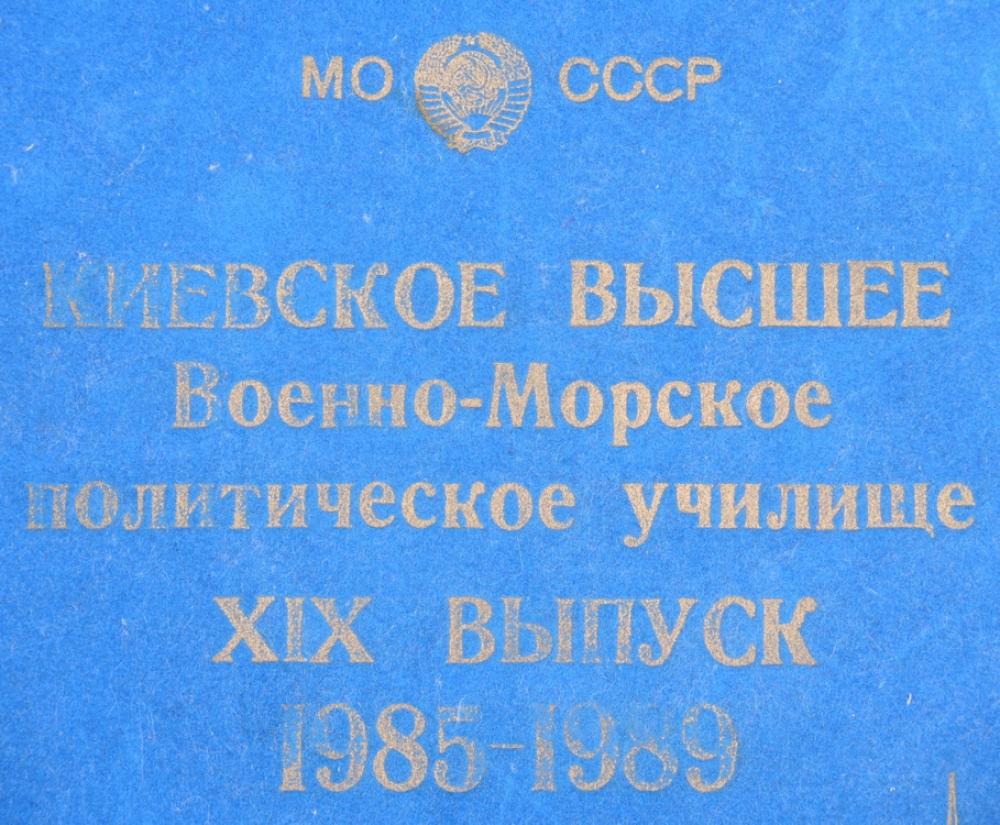 МО СССР
КИЕВСКОЕ ВЫСШЕЕ
Военно-Морское
политическое училище
XIX ВЫПУСК
1985-1989